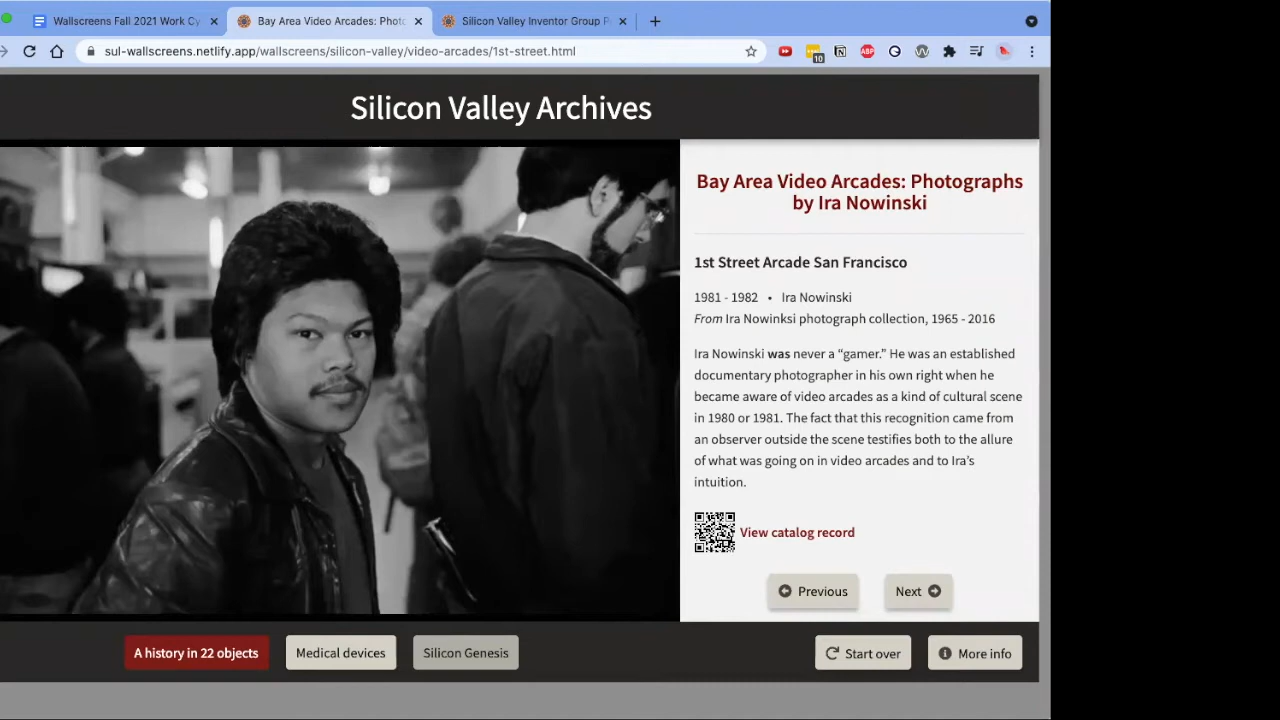 Wallscreens Fall 2021 Work Cy
Bay Area Video Arcades: Photo
Silicon Valley Inventor Group P
sul-wallscreens.netlify.app/wallscreens/silicon-valley/video-arcades/1st-street.html
10
ABP
Silicon Valley Archives
Bay Area Video Arcades: Photographs
by Ira Nowinski
1st Street Arcade San Francisco
1981 - 1982 • Ira Nowinski
From Ira Nowinksi photograph collection, 1965 - 2016
Ira Nowinski was never a “gamer.” He was an established
documentary photographer in his own right when he
became aware of video arcades as a kind of cultural scene
in 1980 or 1981. The fact that this recognition came from
an observer outside the scene testifies both to the allure
of what was going on in video arcades and to Ira’s
intuition.
View catalog record
Previous
Next
A history in 22 objects
Medical devices
Silicon Genesis
Start over
More info